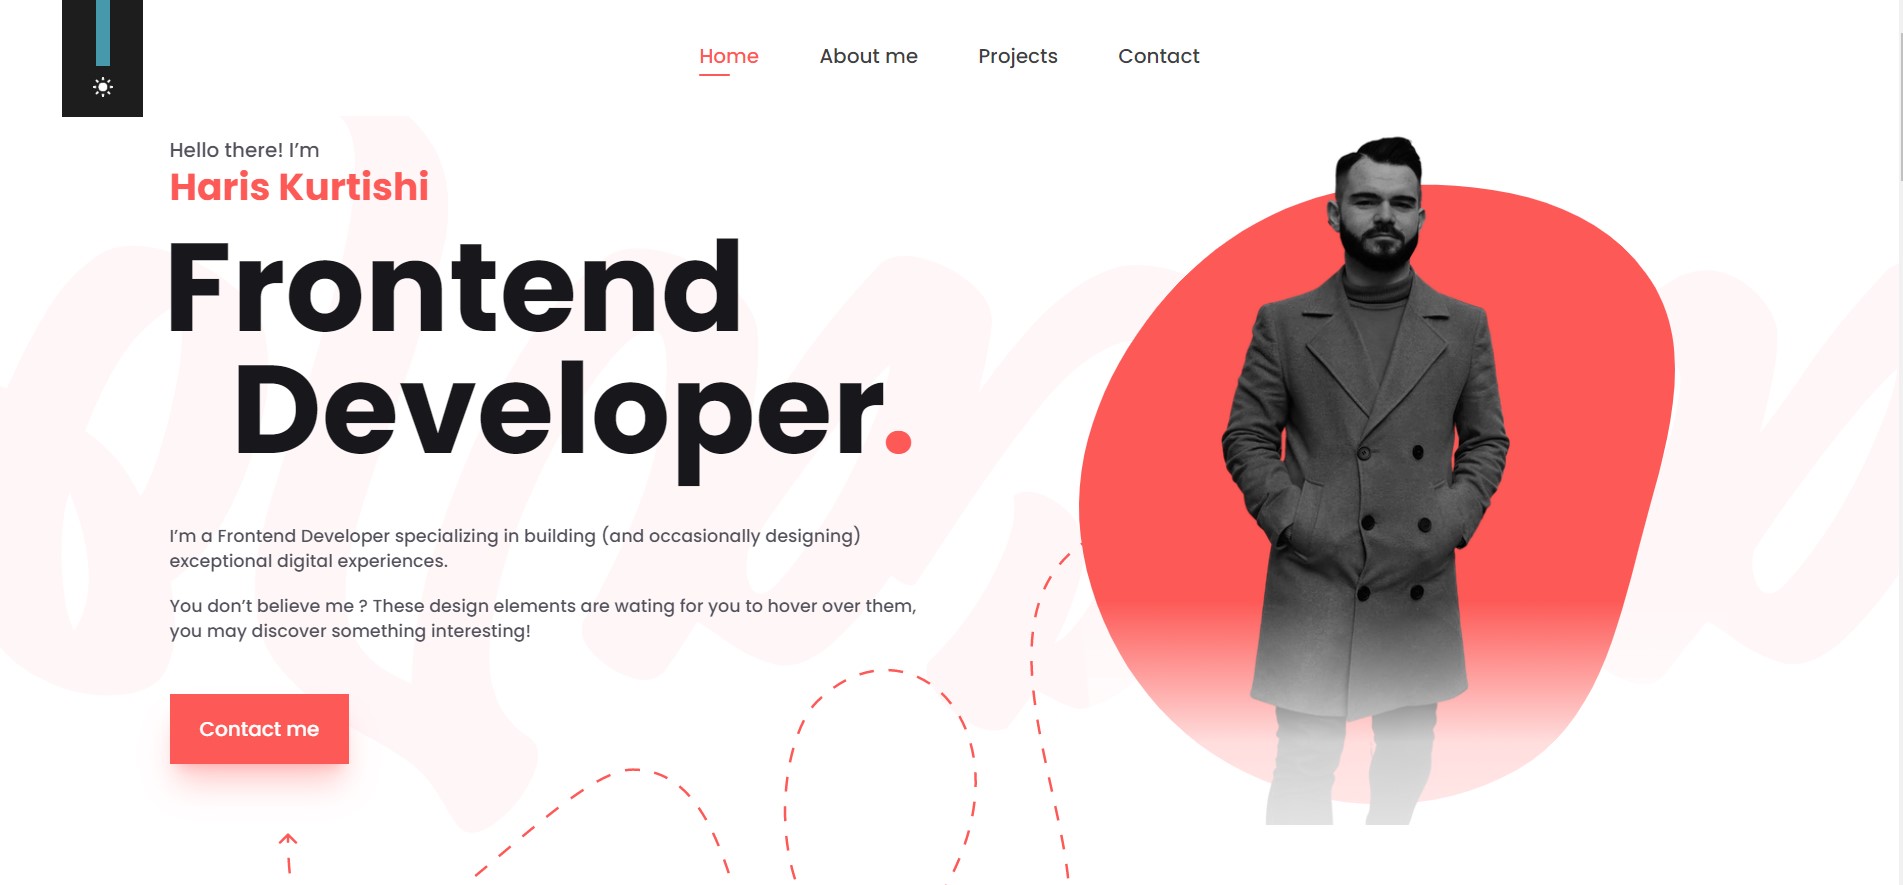 Home About me Projects Contact
Hello there! I’m
Haris Kurtishi
Frontend
Developer.
I’m a Frontend Developer specializing in building (and occasionally designing)
exceptional digital experiences.
You don’t believe me ? These design elements are wating for you to hover over them,
you may discover something interesting!
Contact me